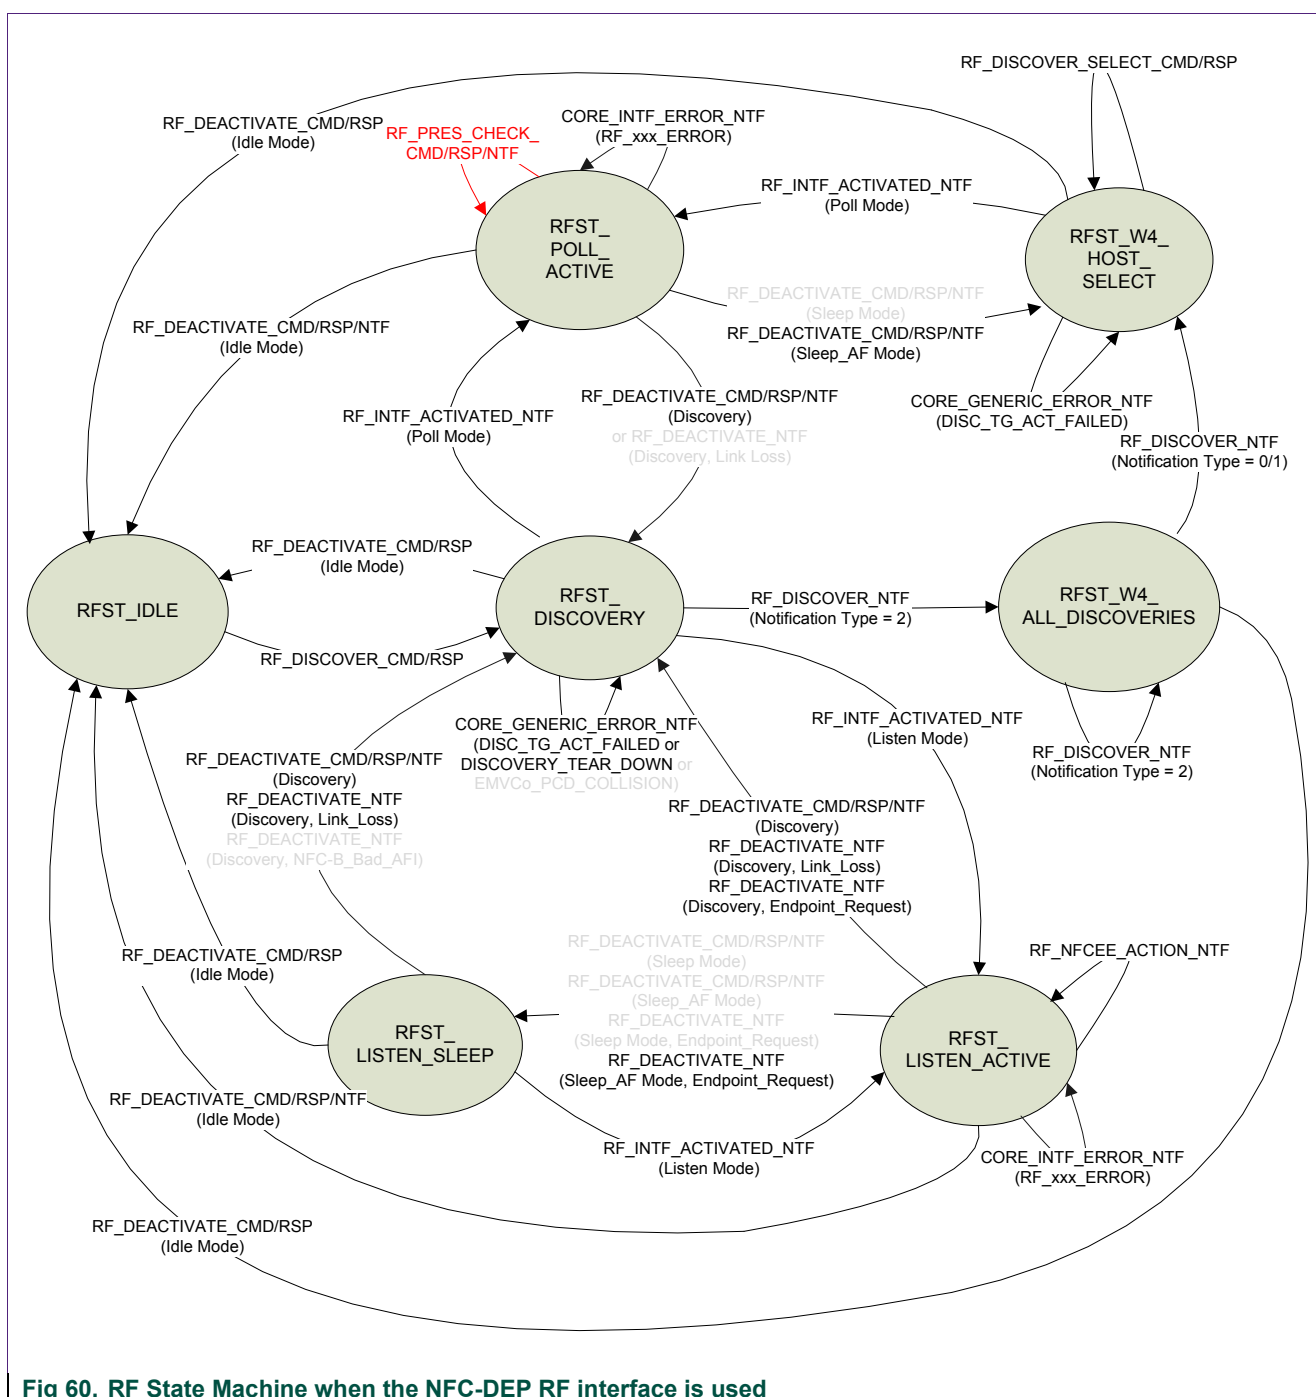 RF_DISCOVER_SELECT_CMD/RSP
RF_DEACTIVATE_CMD/RSP
(Idle Mode)
RF_PRES_CHECK_
CMD/RSP/NTF
CORE_INTF_ERROR_NTF
(RF_xxx_ERROR)
RF_INTF_ACTIVATED_NTF
(Poll Mode)
RFST_
POLL_
ACTIVE
RFST_W4_
HOST_
SELECT
RF_DEACTIVATE_CMD/RSP/NTF
(Sleep Mode)
RF_DEACTIVATE_CMD/RSP/NTF
(Sleep_AF Mode)
RF_DEACTIVATE_CMD/RSP/NTF
(Idle Mode)
RF_INTF_ACTIVATED_NTF
(Poll Mode)
RF_DEACTIVATE_CMD/RSP/NTF
(Discovery)
or RF_DEACTIVATE_NTF
(Discovery, Link Loss)
CORE_GENERIC_ERROR_NTF
(DISC_TG_ACT_FAILED)
RF_DISCOVER_NTF
(Notification Type = 0/1)
RF_DEACTIVATE_CMD/RSP
(Idle Mode)
RFST_IDLE
RFST_
DISCOVERY
RF_DISCOVER_NTF
(Notification Type = 2)
RFST_W4_
ALL_DISCOVERIES
RF_DISCOVER_CMD/RSP
CORE_GENERIC_ERROR_NTF
(DISC_TG_ACT_FAILED or
DISCOVERY_TEAR_DOWN or
EMVCo_PCD_COLLISION)
RF_INTF_ACTIVATED_NTF
(Listen Mode)
RF_DISCOVER_NTF
(Notification Type = 2)
RF_DEACTIVATE_CMD/RSP/NTF
(Discovery)
RF_DEACTIVATE_NTF
(Discovery, Link_Loss)
RF_DEACTIVATE_NTF
(Discovery, NFC-B_Bad_AFI)
RF_DEACTIVATE_CMD/RSP/NTF
(Discovery)
RF_DEACTIVATE_NTF
(Discovery, Link_Loss)
RF_DEACTIVATE_NTF
(Discovery, Endpoint_Request)
RF_DEACTIVATE_CMD/RSP
(Idle Mode)
RF_DEACTIVATE_CMD/RSP/NTF
(Sleep Mode)
RF_DEACTIVATE_CMD/RSP/NTF
(Sleep_AF Mode)
RF_DEACTIVATE_NTF
(Sleep Mode, Endpoint_Request)
RF_DEACTIVATE_NTF
(Sleep_AF Mode, Endpoint_Request)
RF_NFCEE_ACTION_NTF
RFST_
LISTEN_SLEEP
RFST_
LISTEN_ACTIVE
RF_DEACTIVATE_CMD/RSP/NTF
(Idle Mode)
RF_INTF_ACTIVATED_NTF
(Listen Mode)
CORE_INTF_ERROR_NTF
(RF_xxx_ERROR)
RF_DEACTIVATE_CMD/RSP
(Idle Mode)
Fig 60. RF State Machine when the NFC-DEP RF interface is used